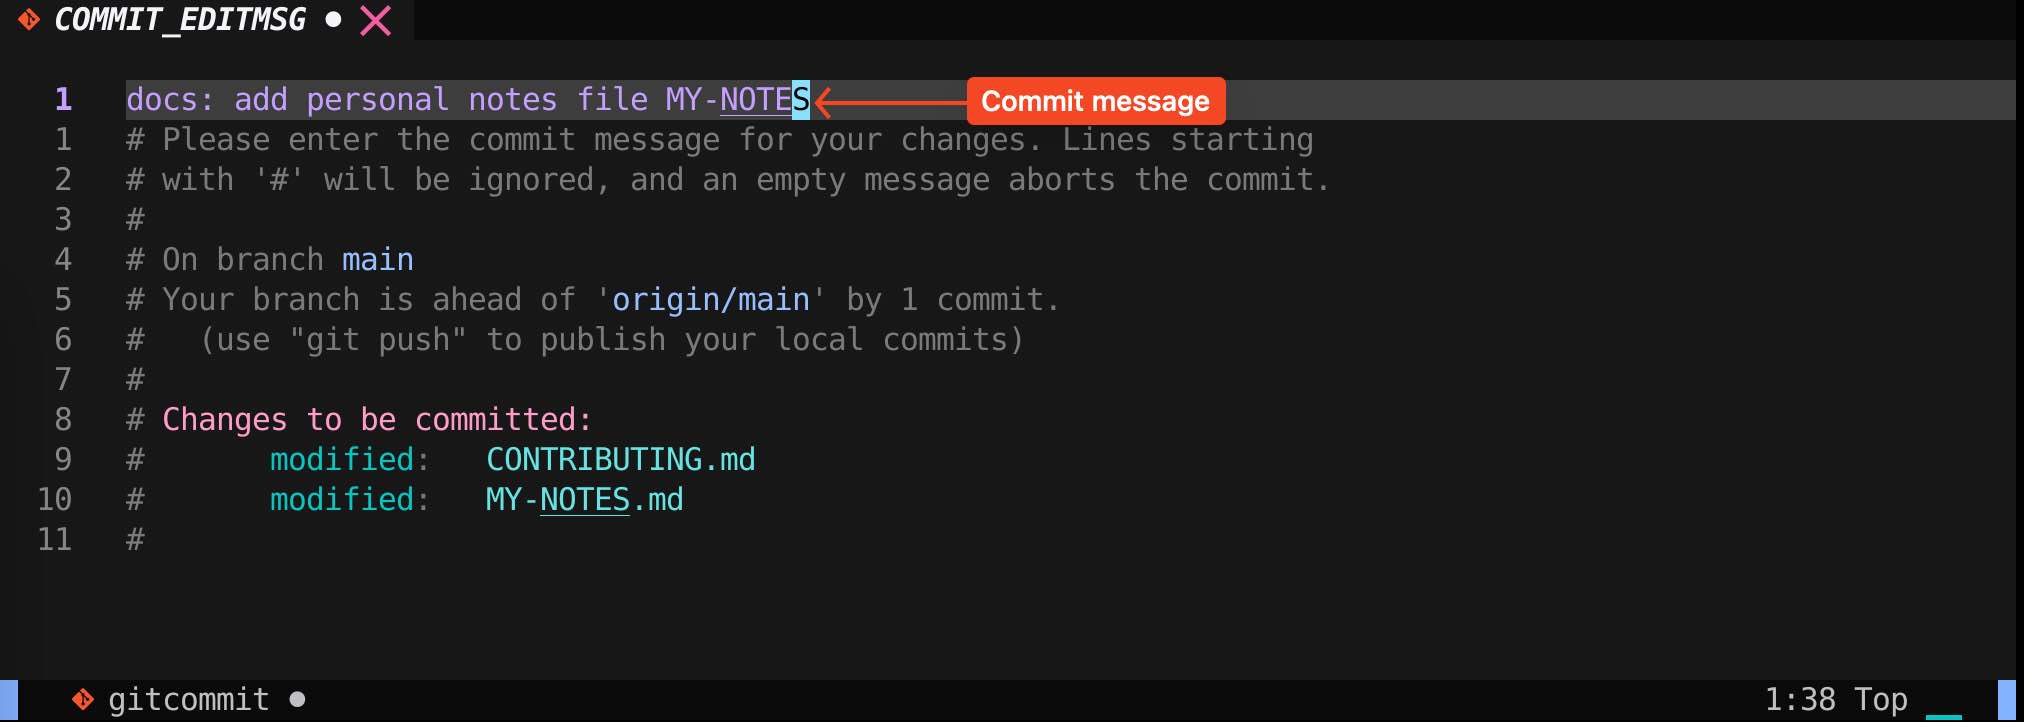 COMMIT_EDITMSG
1 docs: add personal notes file MY-NOTES Commit message
1 # Please enter the commit message for your changes. Lines starting
2 # with '#' will be ignored, and an empty message aborts the commit.
3 #
4 # On branch main
5 # Your branch is ahead of 'origin/main' by 1 commit.
6 #   (use "git push" to publish your local commits)
7 #
8 # Changes to be committed:
9 #       modified:   CONTRIBUTING.md
10 #       modified:   MY-NOTES.md
11 #
gitcommit 1:38 Top